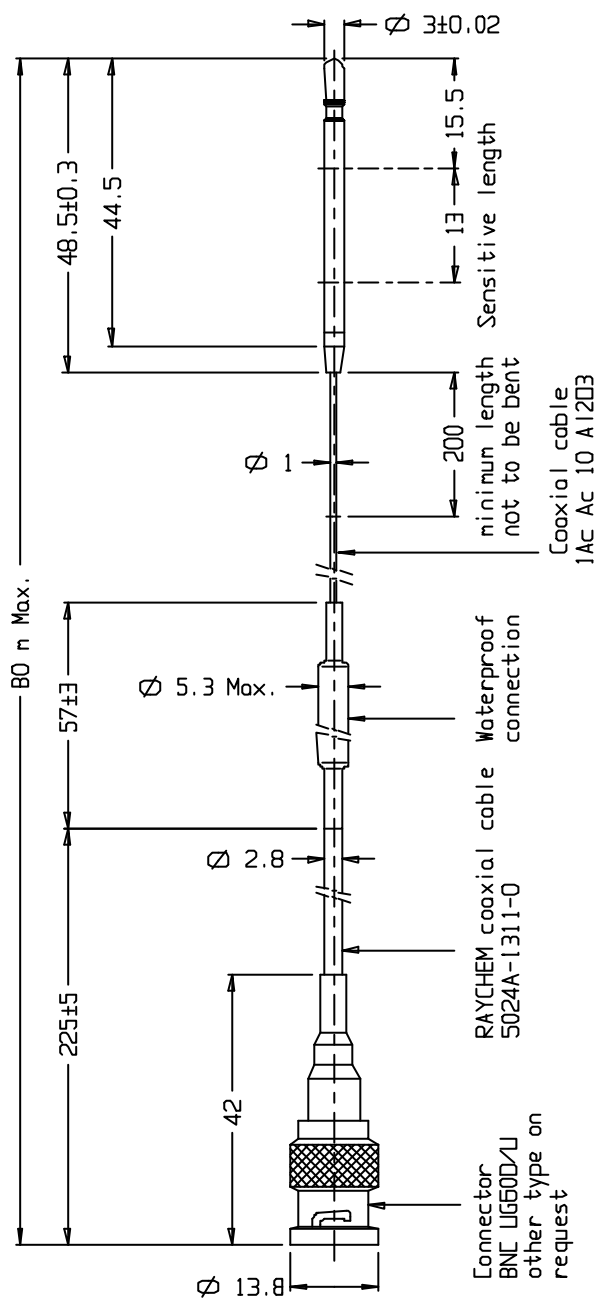 Ø 3±0.02
15.5
48.5±0.3
44.5
13
Sensitive length
minimum length
not to be bent
200
Ø 1
Coaxial cable
1Ac Ac 10 Al2O3
80 m Max.
57±3
Ø 5.3 Max.
Waterproof
connection
Ø 2.8
RAYCHEM coaxial cable
5024A-1311-0
225±5
42
Connector
BNC UG60D/U
other type on
request
Ø 13.8